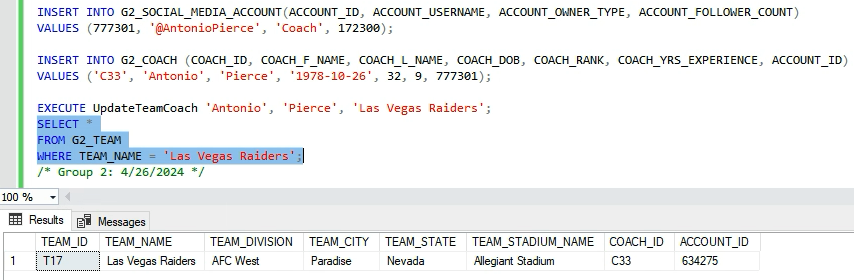 INSERT INTO G2_SOCIAL_MEDIA_ACCOUNT(ACCOUNT_ID, ACCOUNT_USERNAME, ACCOUNT_OWNER_TYPE, ACCOUNT_FOLLOWER_COUNT)
VALUES (777301, '@AntonioPierce', 'Coach', 172300);
INSERT INTO G2_COACH (COACH_ID, COACH_F_NAME, COACH_L_NAME, COACH_DOB, COACH_RANK, COACH_YRS_EXPERIENCE, ACCOUNT_ID)
VALUES ('C33', 'Antonio', 'Pierce', '1978-10-26', 32, 9, 777301);
EXECUTE UpdateTeamCoach 'Antonio', 'Pierce', 'Las Vegas Raiders';
SELECT *
FROM G2_TEAM
WHERE TEAM_NAME = 'Las Vegas Raiders';
/* Group 2: 4/26/2024 */
100 %
Results Messages
TEAM_ID TEAM_NAME TEAM_DIVISION TEAM_CITY TEAM_STATE TEAM_STADIUM_NAME COACH_ID ACCOUNT_ID
1 T17 Las Vegas Raiders AFC West Paradise Nevada Allegiant Stadium C33 634275